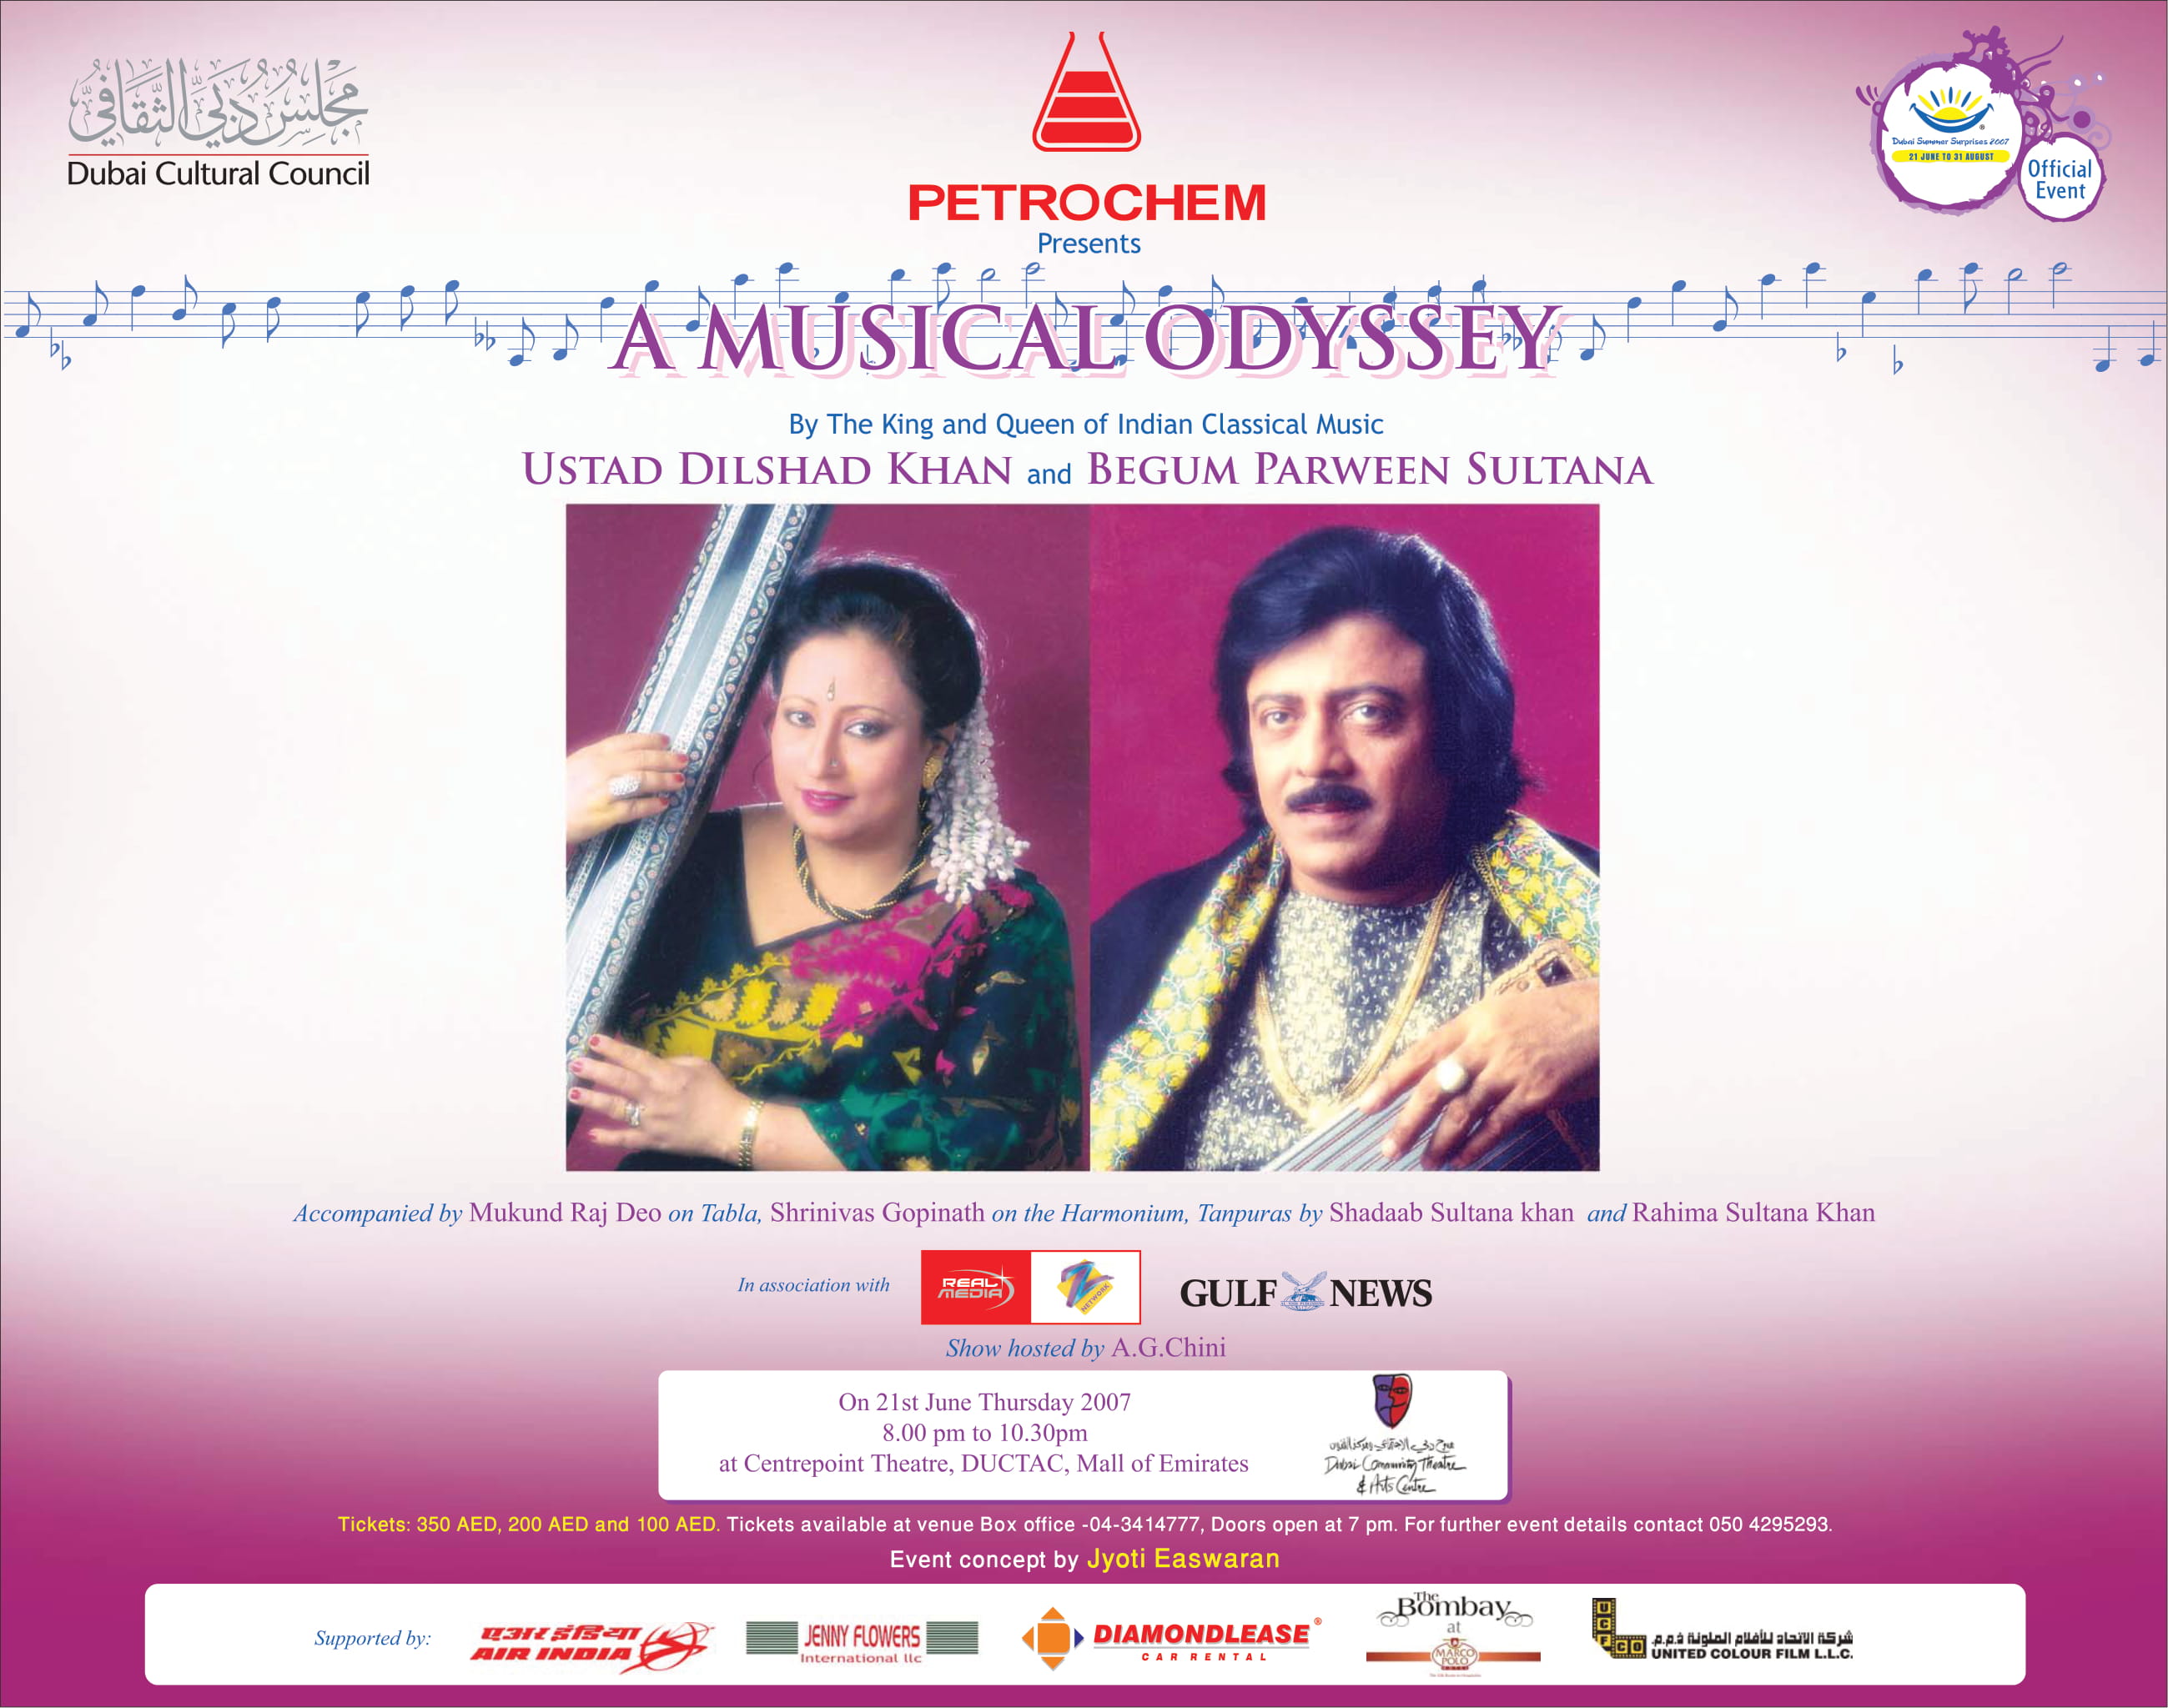 مجلس دبي الثقافي
Dubai Cultural Council
PETROCHEM
Presents
Dubai Summer Surprises 2007
21 JUNE TO 31 AUGUST
Official
Event
A MUSICAL ODYSSEY
By The King and Queen of Indian Classical Music
USTAD DILSHAD KHAN and BEGUM PARWEEN SULTANA
Accompanied by Mukund Raj Deo on Tabla, Shrinivas Gopinath on the Harmonium, Tanpuras by Shadaab Sultana khan and Rahima Sultana Khan
In association with
REAL
MEDIA
Z
NETWORK
GULF NEWS
Show hosted by A.G.Chini
On 21st June Thursday 2007
8.00 pm to 10.30pm
at Centrepoint Theatre, DUCTAC, Mall of Emirates
Dubai Community Theatre
& Arts Centre
Tickets: 350 AED, 200 AED and 100 AED. Tickets available at venue Box office -04-3414777, Doors open at 7 pm. For further event details contact 050 4295293.
Event concept by Jyoti Easwaran
Supported by:
एअर इंडिया
AIR INDIA
JENNY FLOWERS
International llc
DIAMONDLEASE ®
CAR RENTAL
The
Bombay
at
MARCO
POLO
UCFCO
شركة الاتحاد للأفلام الملونة ذ.م.م.
UNITED COLOUR FILM L.L.C.